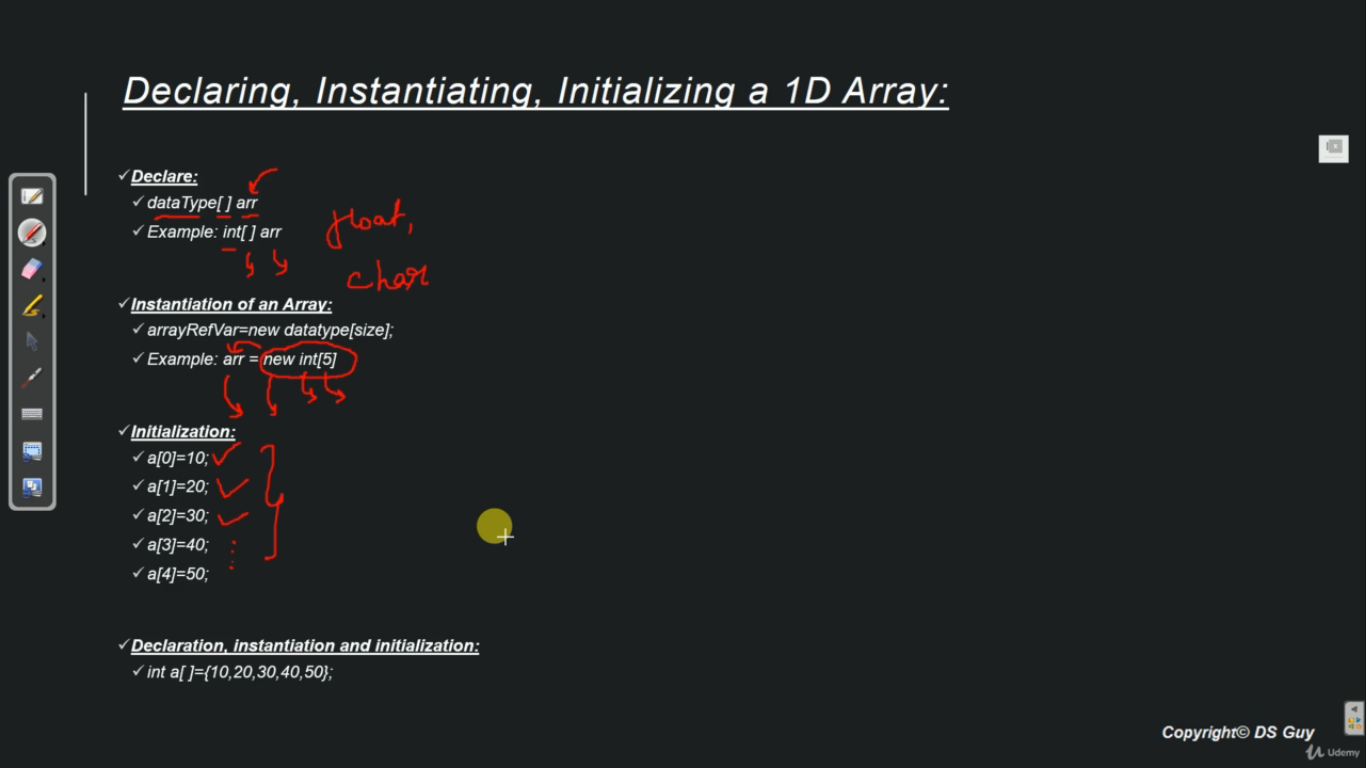 Declaring, Instantiating, Initializing a 1D Array:
Declare:
dataType[ ] arr
Example: int[ ] arr
float,
char
Instantiation of an Array:
arrayRefVar=new datatype[size];
Example: arr = new int[5]
Initialization:
a[0]=10;
a[1]=20;
a[2]=30;
a[3]=40;
a[4]=50;
Declaration, instantiation and initialization:
int a[ ]={10,20,30,40,50};
Copyright© DS Guy
Udemy